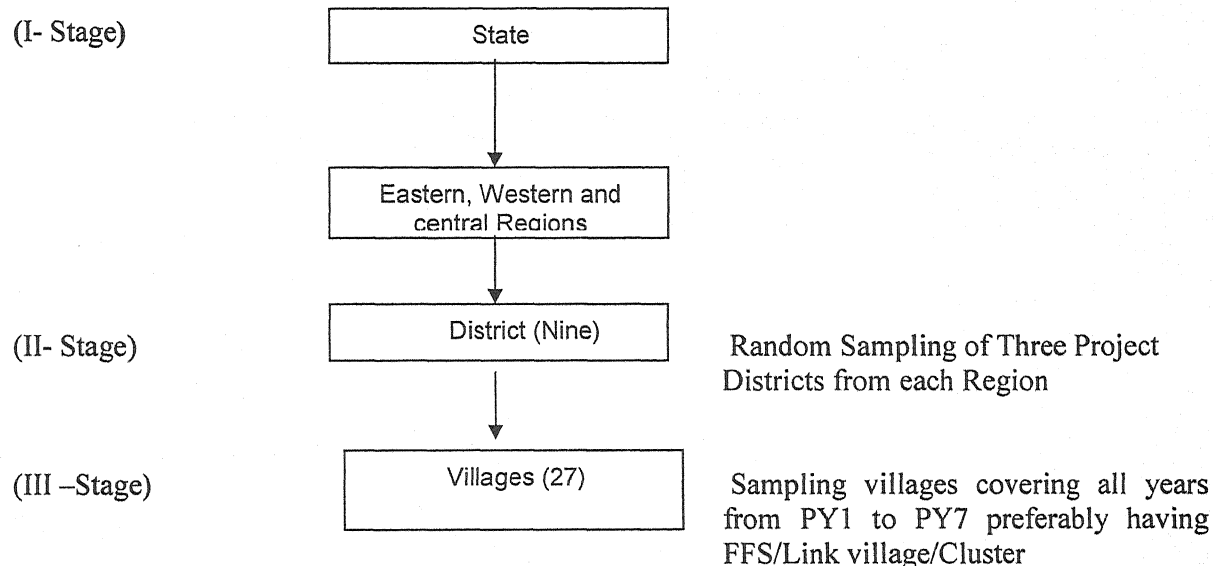 (I- Stage)
State
Eastern, Western and
central Regions
(II- Stage)
District (Nine)
Random Sampling of Three Project
Districts from each Region
(III –Stage)
Villages (27)
Sampling villages covering all years
from PY1 to PY7 preferably having
FFS/Link village/Cluster